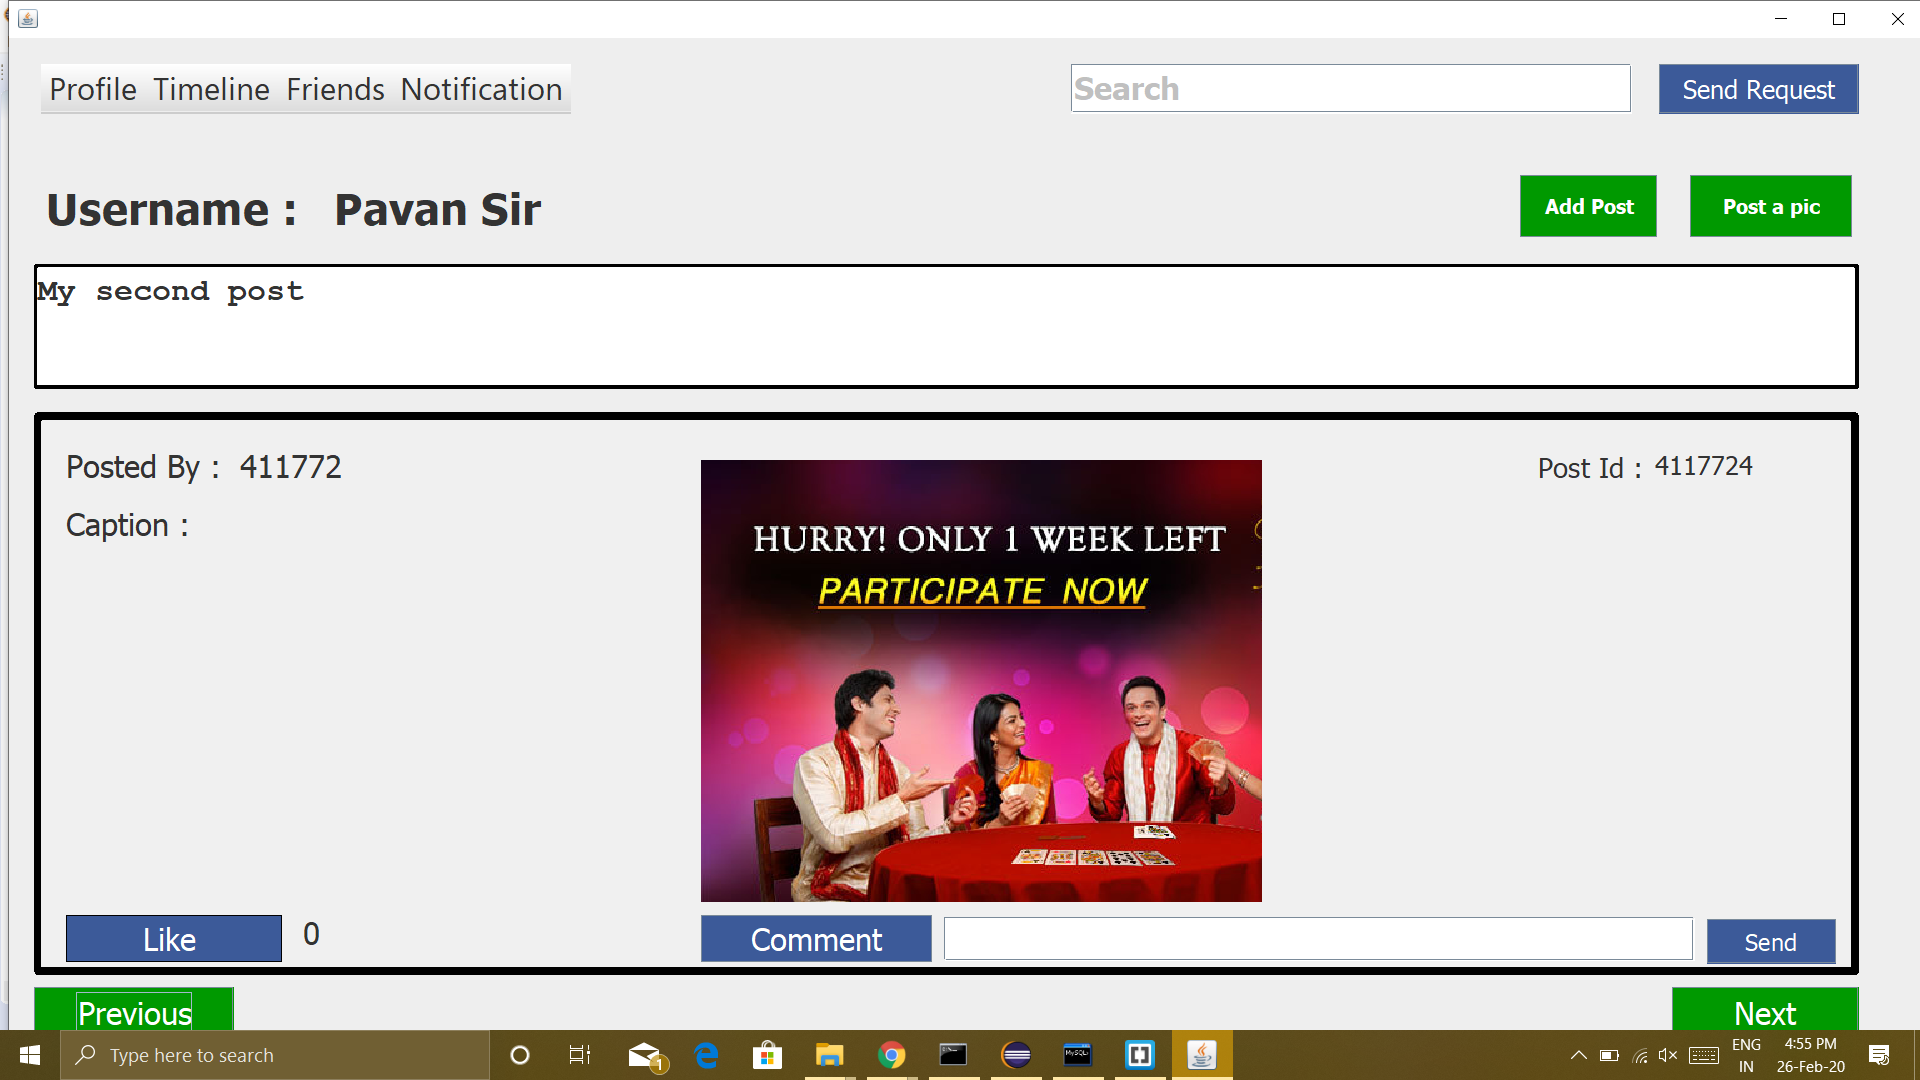 Profile Timeline Friends Notification
Search
Send Request
Username : Pavan Sir
Add Post
Post a pic
My second post
Posted By : 411772
Post Id : 4117724
Caption :
HURRY! ONLY 1 WEEK LEFT
PARTICIPATE NOW
Like
0
Comment
Send
Previous
Next
Type here to search
1
MySQL
ENG
IN
4:55 PM
26-Feb-20